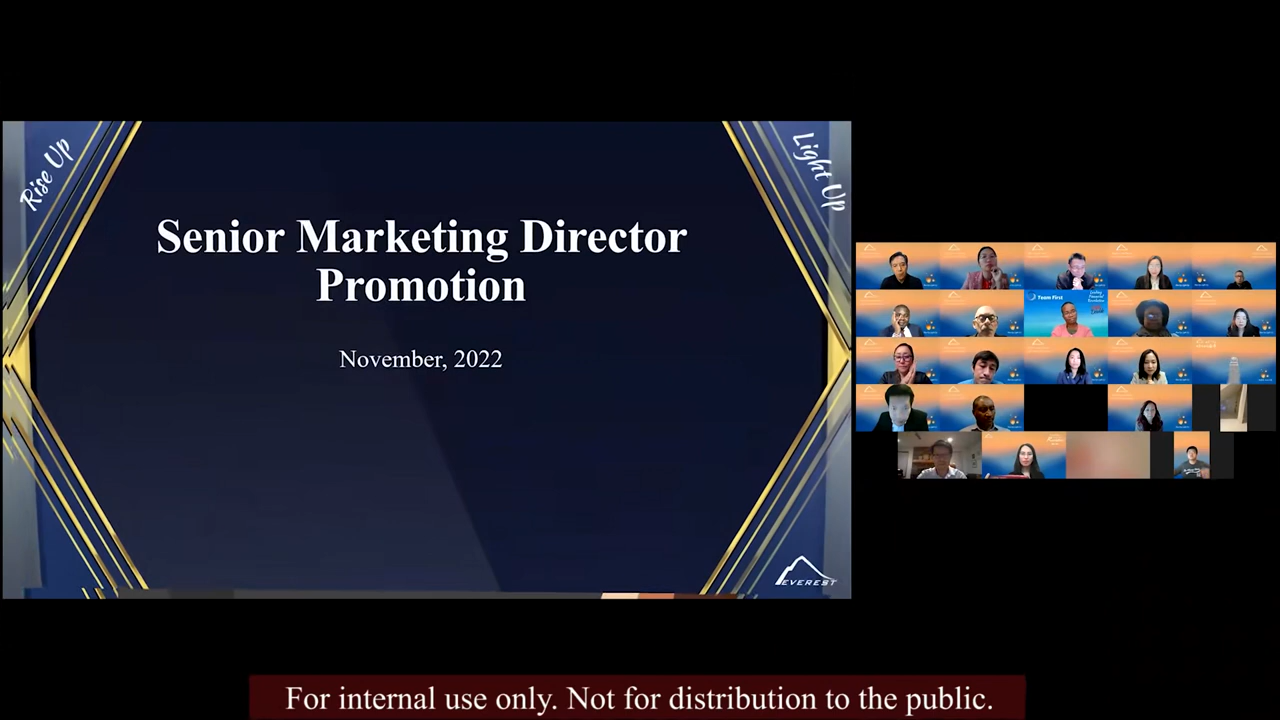 Rise Up
Light Up
Senior Marketing Director
Promotion
November, 2022
EVEREST
Team First
For internal use only. Not for distribution to the public.